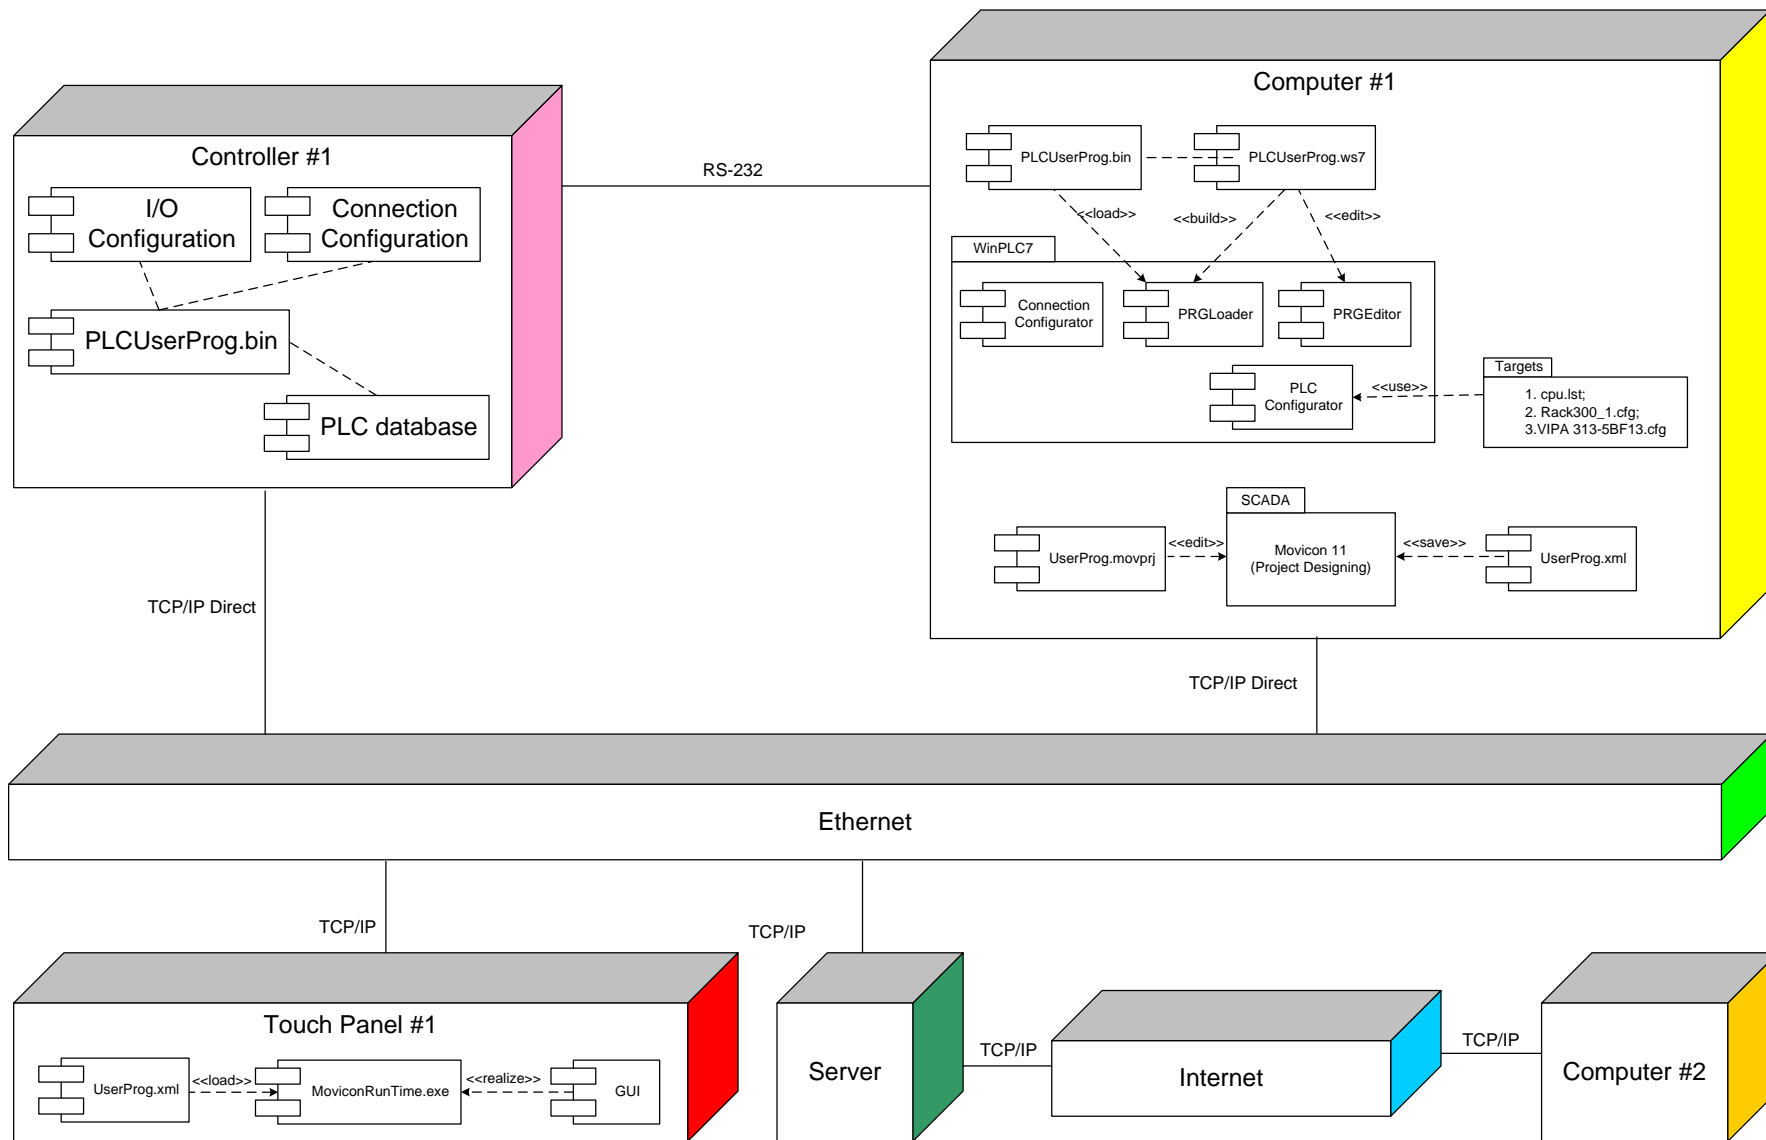 Computer #1
PLCUserProg.bin
PLCUserProg.ws7
<<load>>
<<build>>
<<edit>>
WinPLC7
Connection
Configurator
PRGLoader
PRGEditor
PLC
Configurator
<<use>>
Targets
1. cpu.lst;
2. Rack300_1.cfg;
3.VIPA 313-5BF13.cfg
SCADA
UserProg.movprj
<<edit>>
Movicon 11
(Project Designing)
<<save>>
UserProg.xml
Controller #1
I/O
Configuration
Connection
Configuration
PLCUserProg.bin
PLC database
RS-232
TCP/IP Direct
TCP/IP Direct
Ethernet
TCP/IP
TCP/IP
Touch Panel #1
UserProg.xml
<<load>>
MoviconRunTime.exe
<<realize>>
GUI
Server
TCP/IP
Internet
TCP/IP
Computer #2